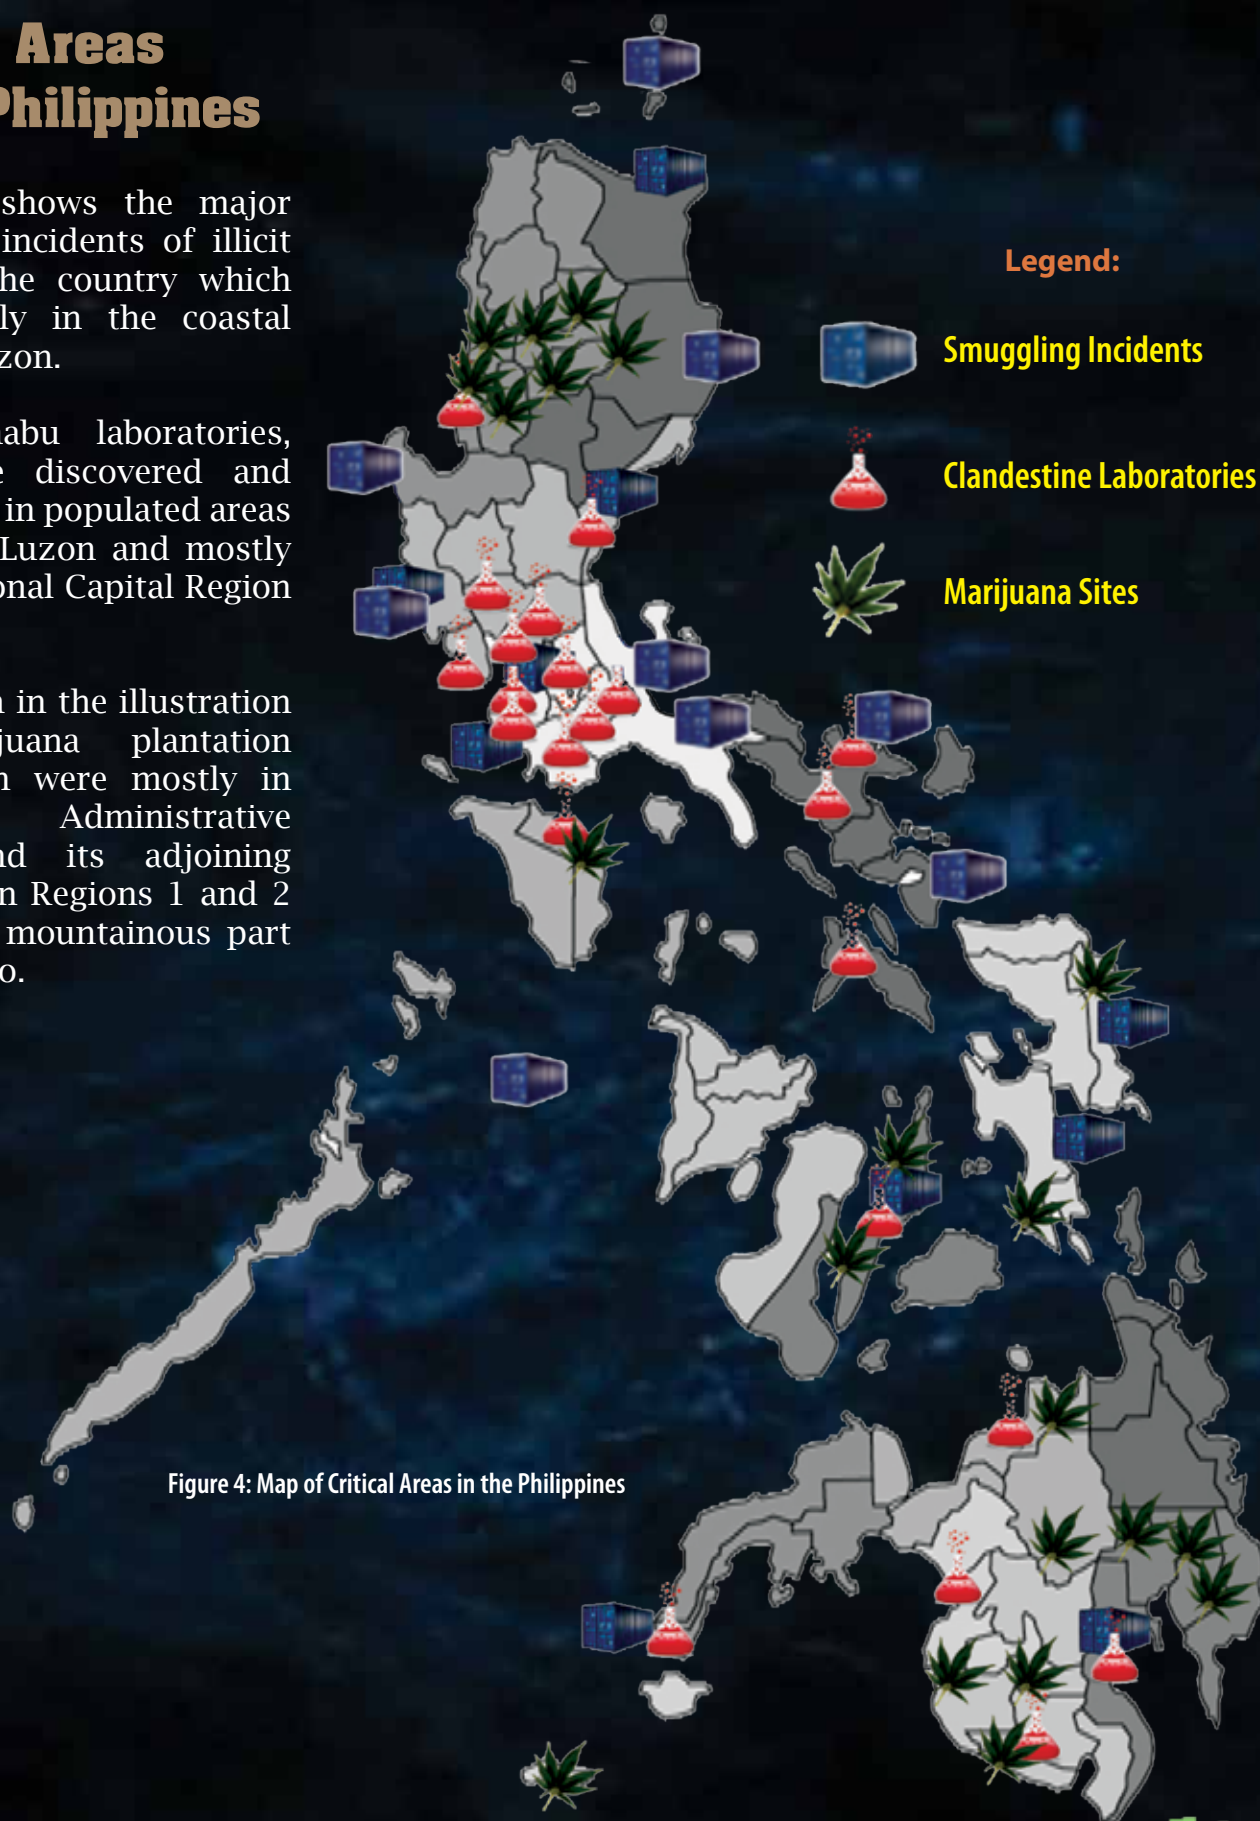 Areas
Philippines
shows the major
incidents of illicit
the country which
ly in the coastal
zon.
abu laboratories,
e discovered and
in populated areas
Luzon and mostly
onal Capital Region
n in the illustration
juana plantation
n were mostly in
Administrative
nd its adjoining
n Regions 1 and 2
mountainous part
o.
Legend:
Smuggling Incidents
Clandestine Laboratories
Marijuana Sites
Figure 4: Map of Critical Areas in the Philippines